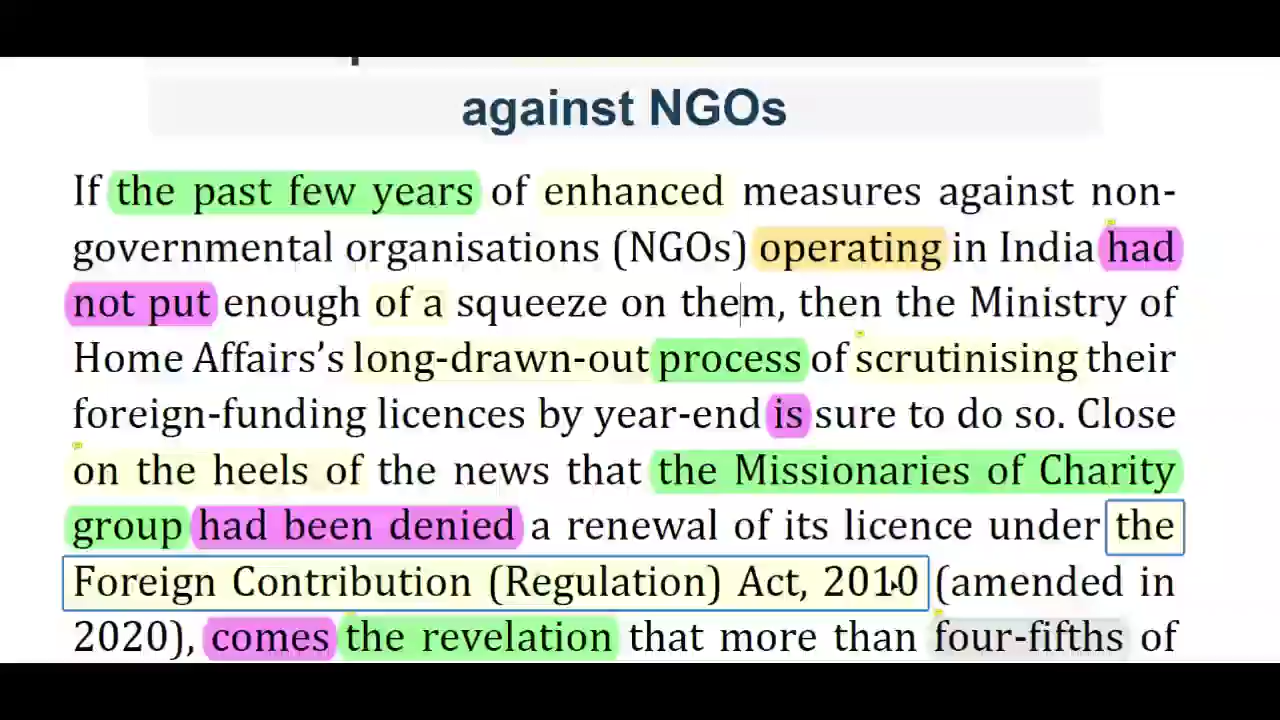 against NGOs
If the past few years of enhanced measures against non-
governmental organisations (NGOs) operating in India had
not put enough of a squeeze on them, then the Ministry of
Home Affairs’s long-drawn-out process of scrutinising their
foreign-funding licences by year-end is sure to do so. Close
on the heels of the news that the Missionaries of Charity
group had been denied a renewal of its licence under the
Foreign Contribution (Regulation) Act, 2010 (amended in
2020), comes the revelation that more than four-fifths of